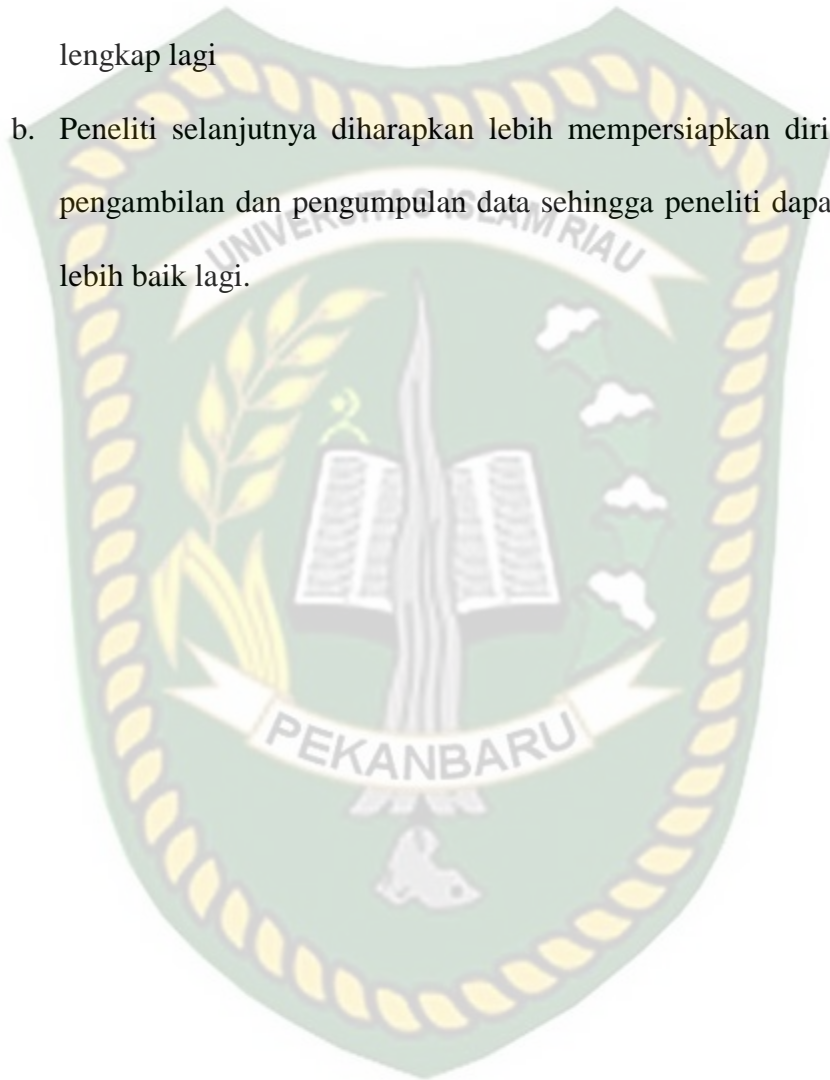 lengkap lagi
b. Peneliti selanjutnya diharapkan lebih mempersiapkan diri
pengambilan dan pengumpulan data sehingga peneliti dapa
lebih baik lagi.
UNIVERSITAS ISLAM RIAU
PEKANBARU